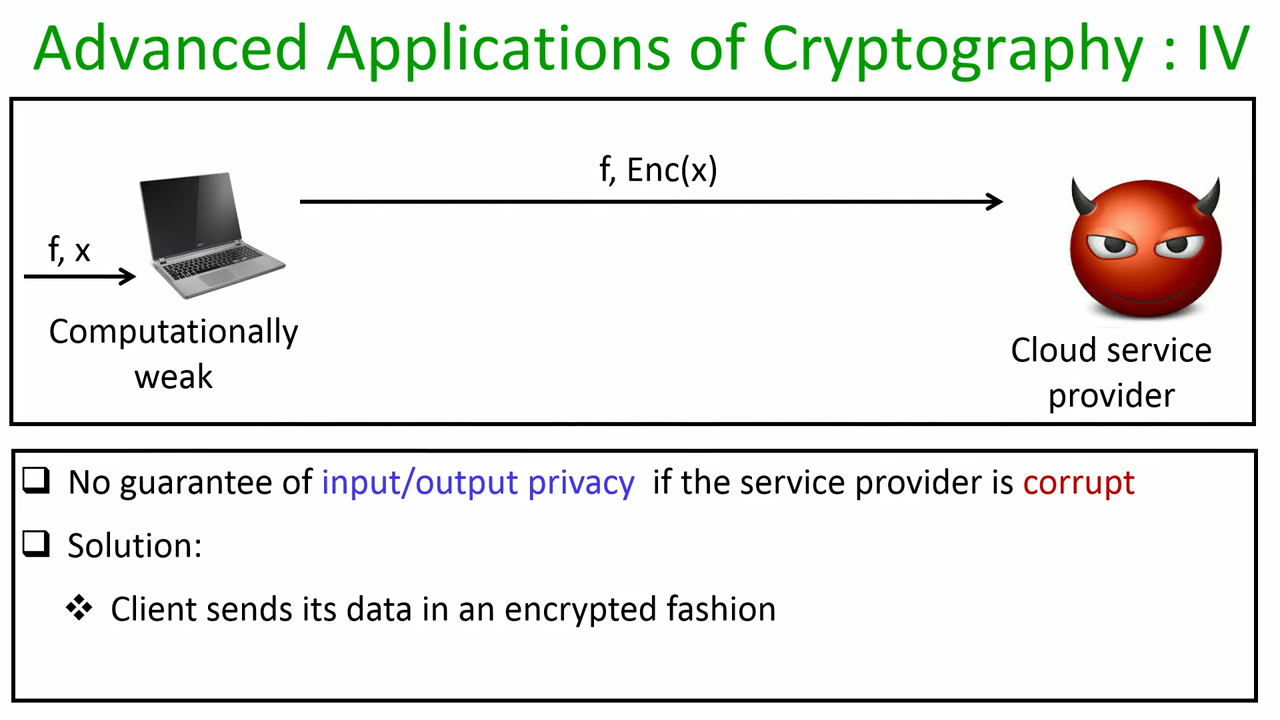 Advanced Applications of Cryptography : IV
f, Enc(x)
f, x
Computationally
weak
Cloud service
provider
❑ No guarantee of input/output privacy if the service provider is corrupt
❑ Solution:
❖ Client sends its data in an encrypted fashion